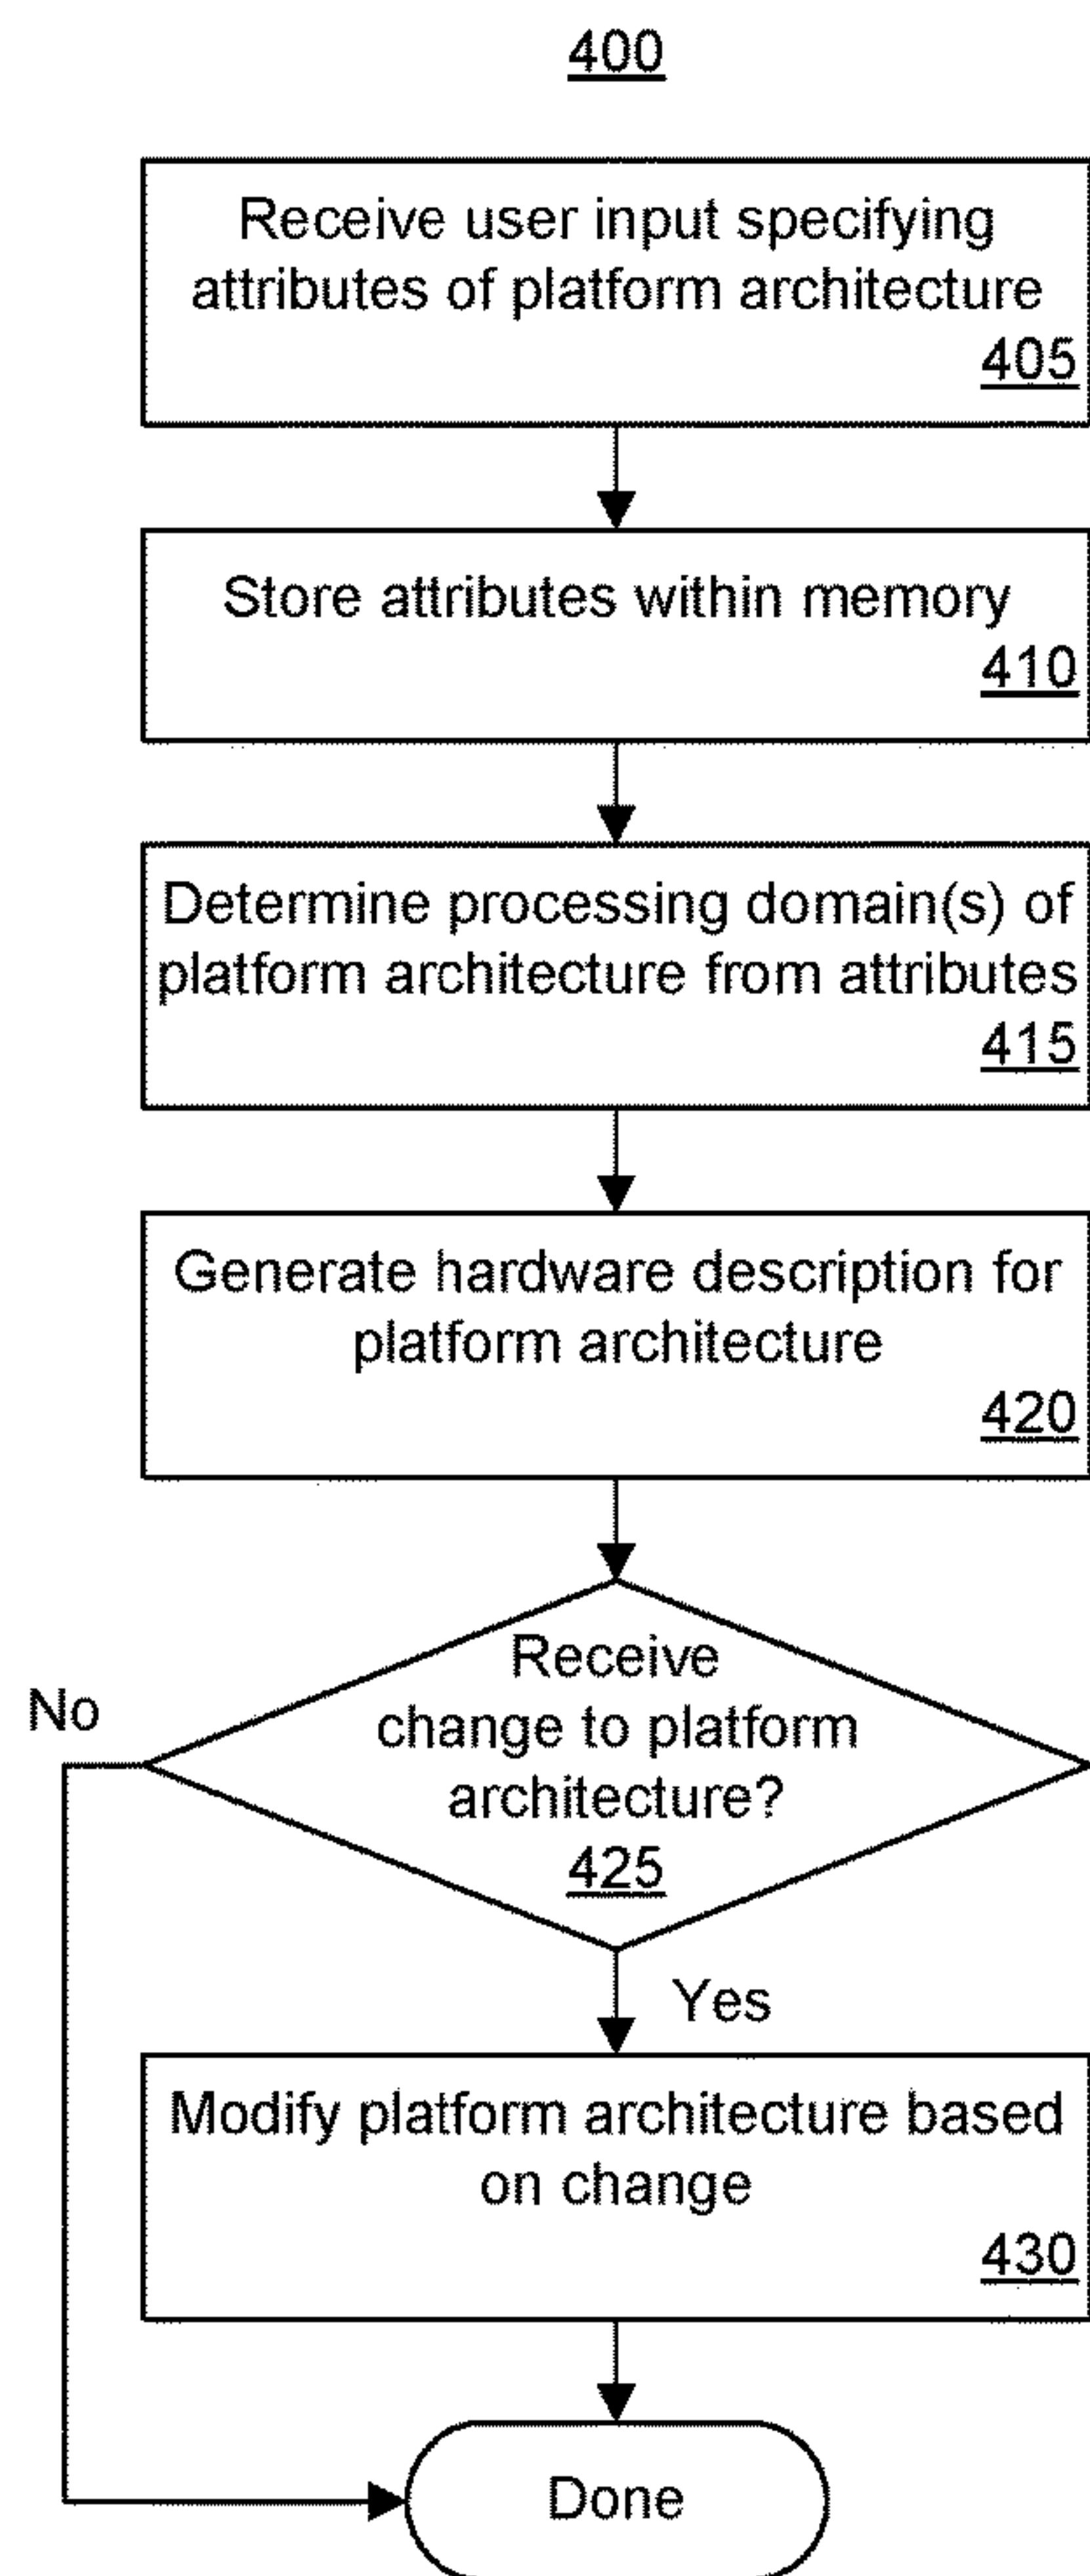 400
Receive user input specifying
attributes of platform architecture
405
Store attributes within memory
410
Determine processing domain(s) of
platform architecture from attributes
415
Generate hardware description for
platform architecture
420
Receive
change to platform
architecture?
425
No
Yes
Modify platform architecture based
on change
430
Done